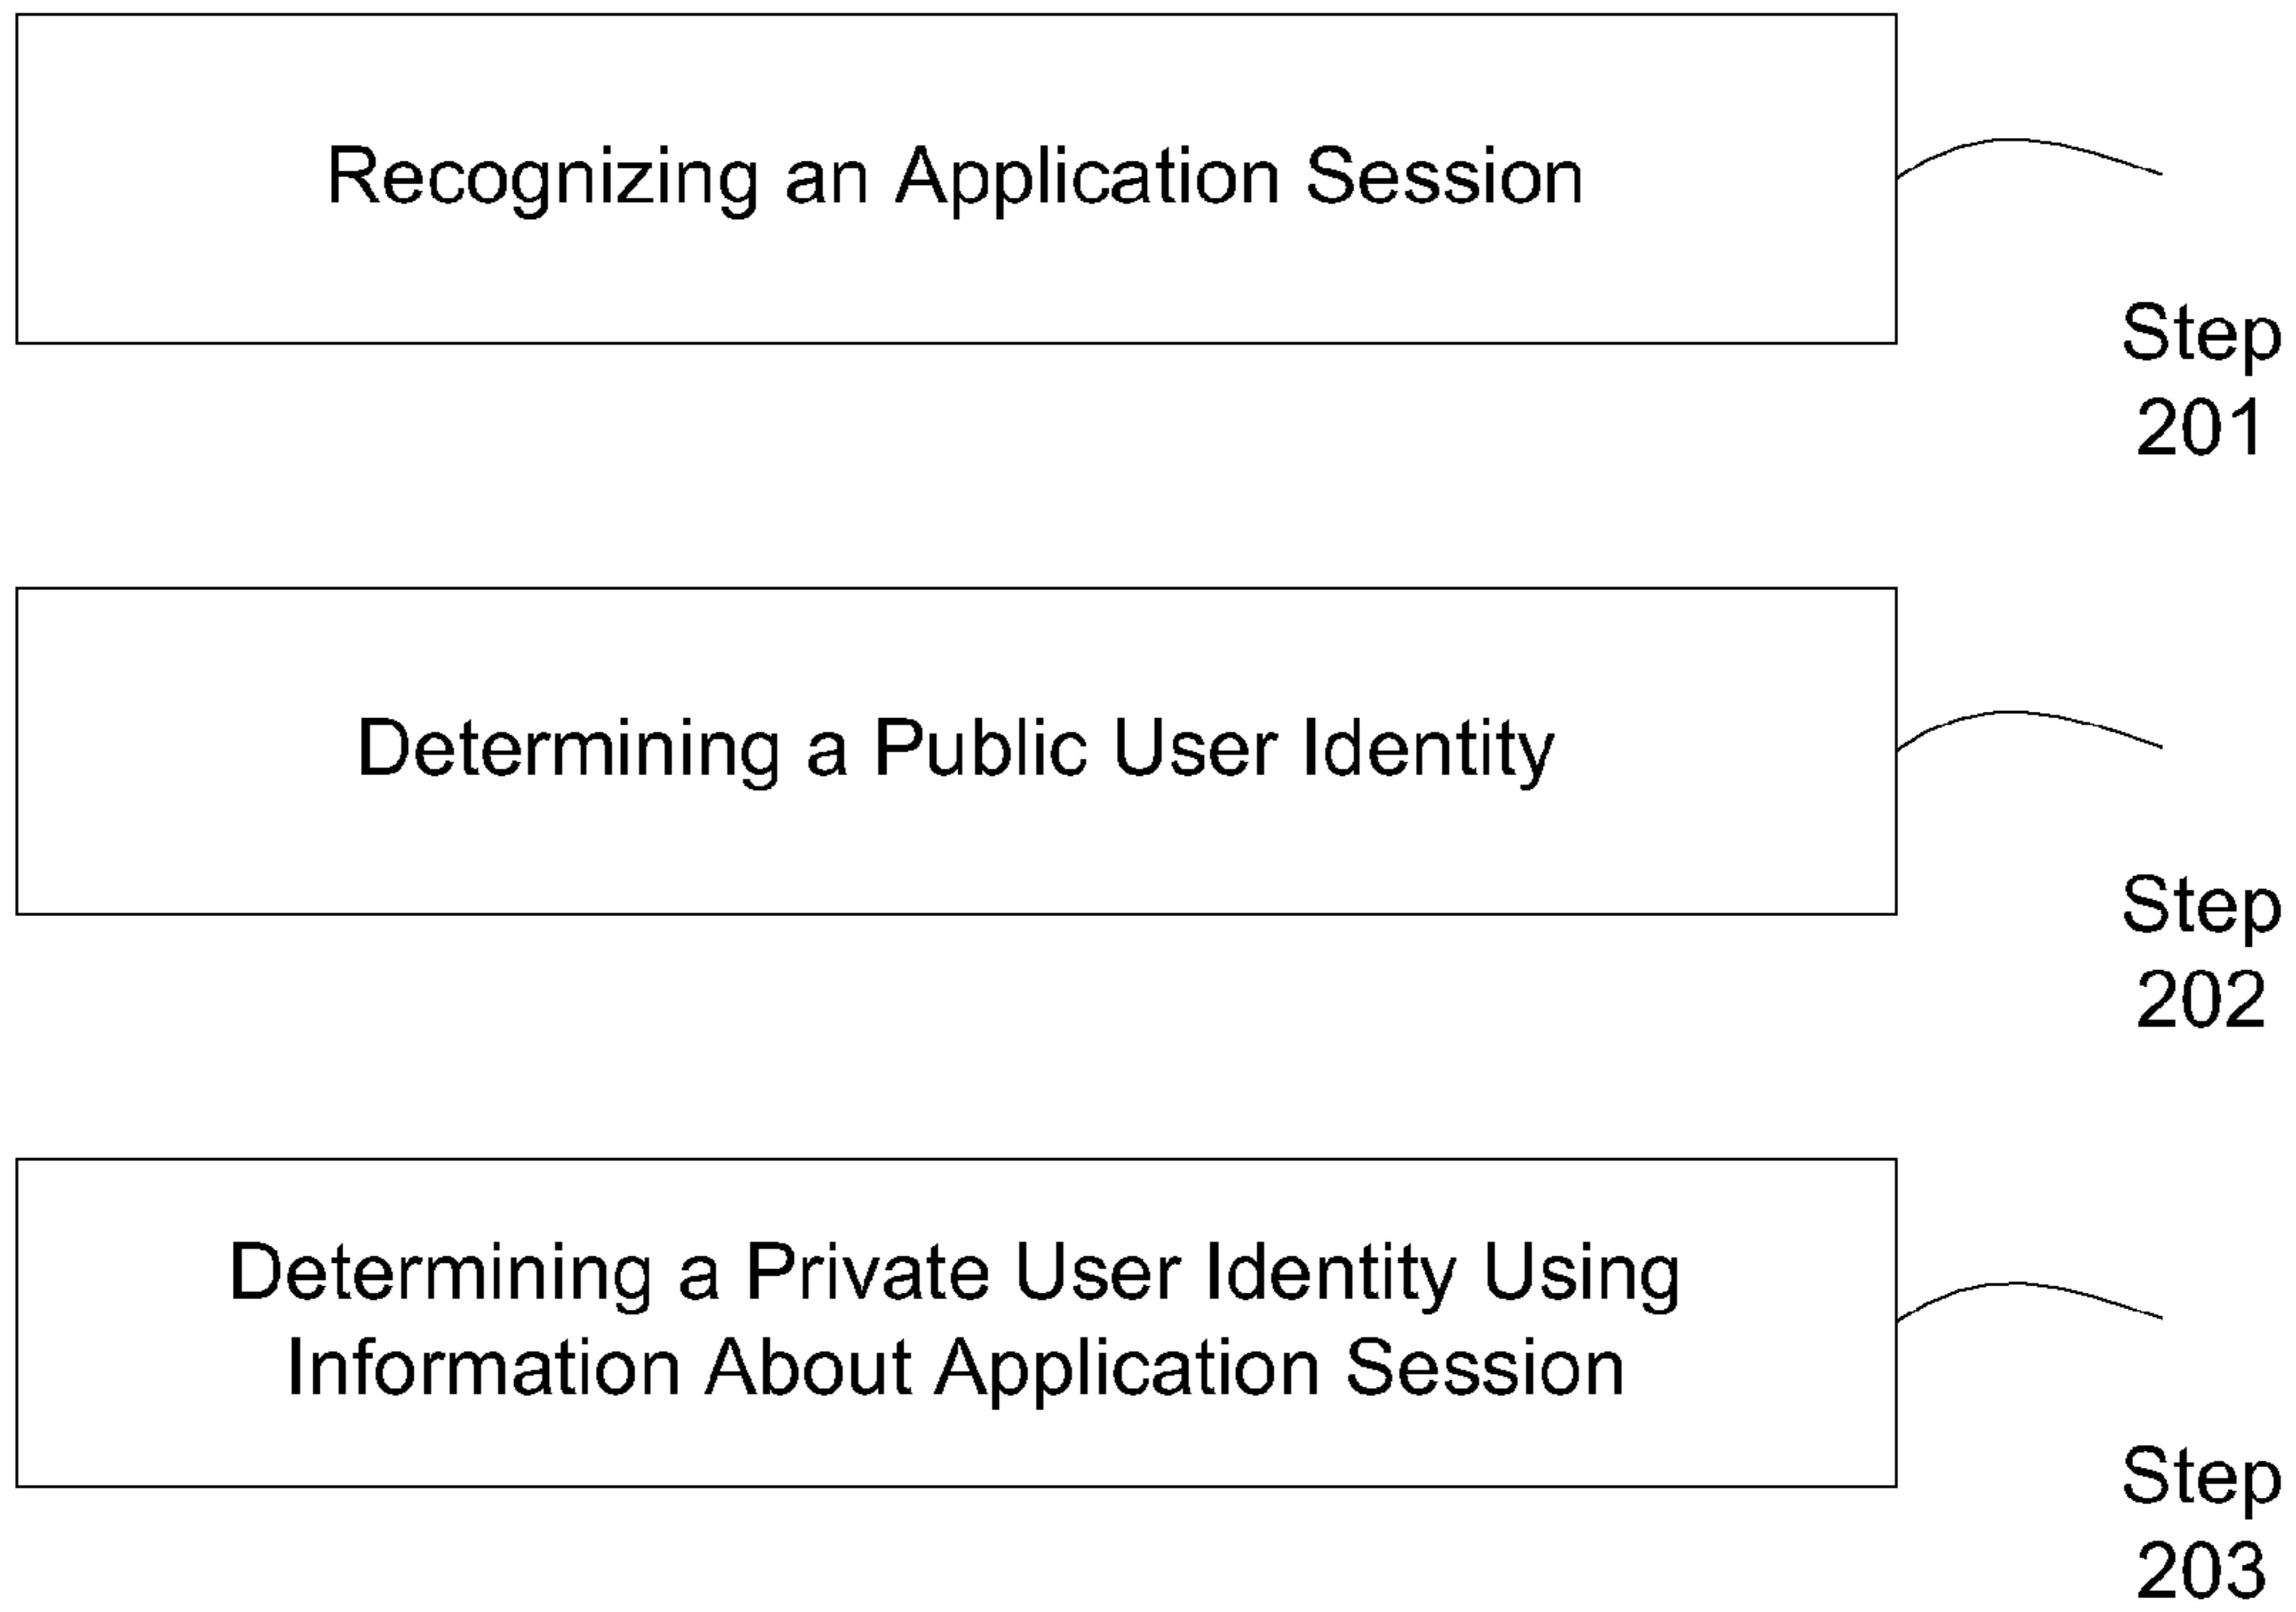 Recognizing an Application Session
Step
201
Determining a Public User Identity
Step
202
Determining a Private User Identity Using
Information About Application Session
Step
203